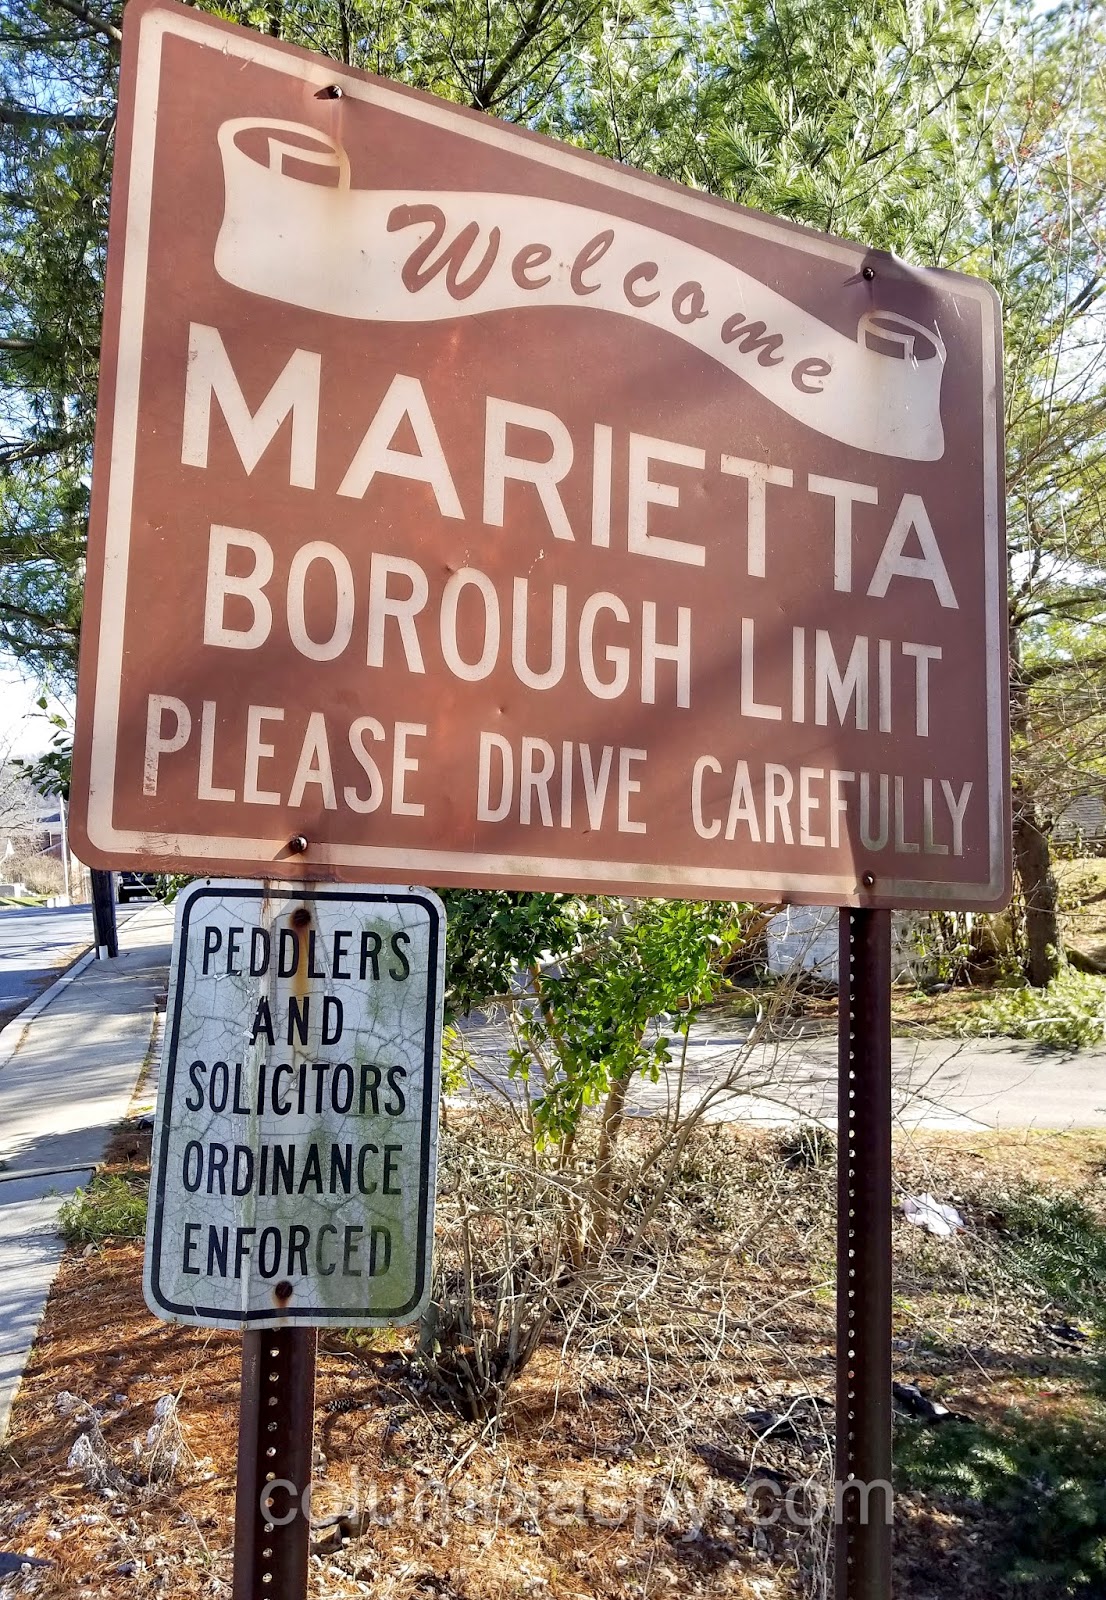 Welcome
MARIETTA
BOROUGH LIMIT
PLEASE DRIVE CAREFULLY
PEDDLERS
AND
SOLICITORS
ORDINANCE
ENFORCED
columbiaspy.com